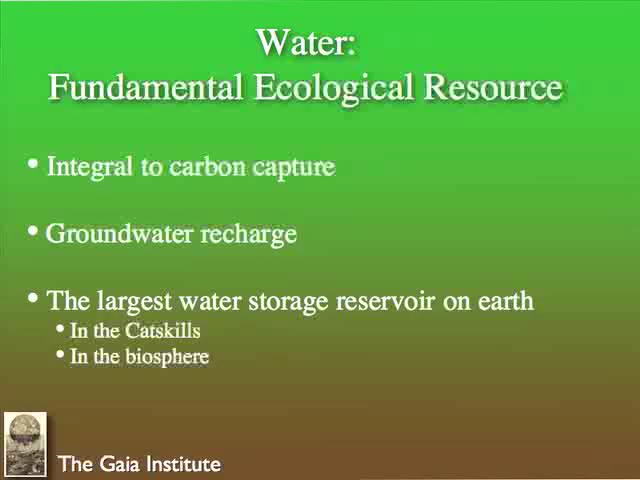 Water:
Fundamental Ecological Resource
• Integral to carbon capture
• Groundwater recharge
• The largest water storage reservoir on earth
• In the Catskills
• In the biosphere
The Gaia Institute